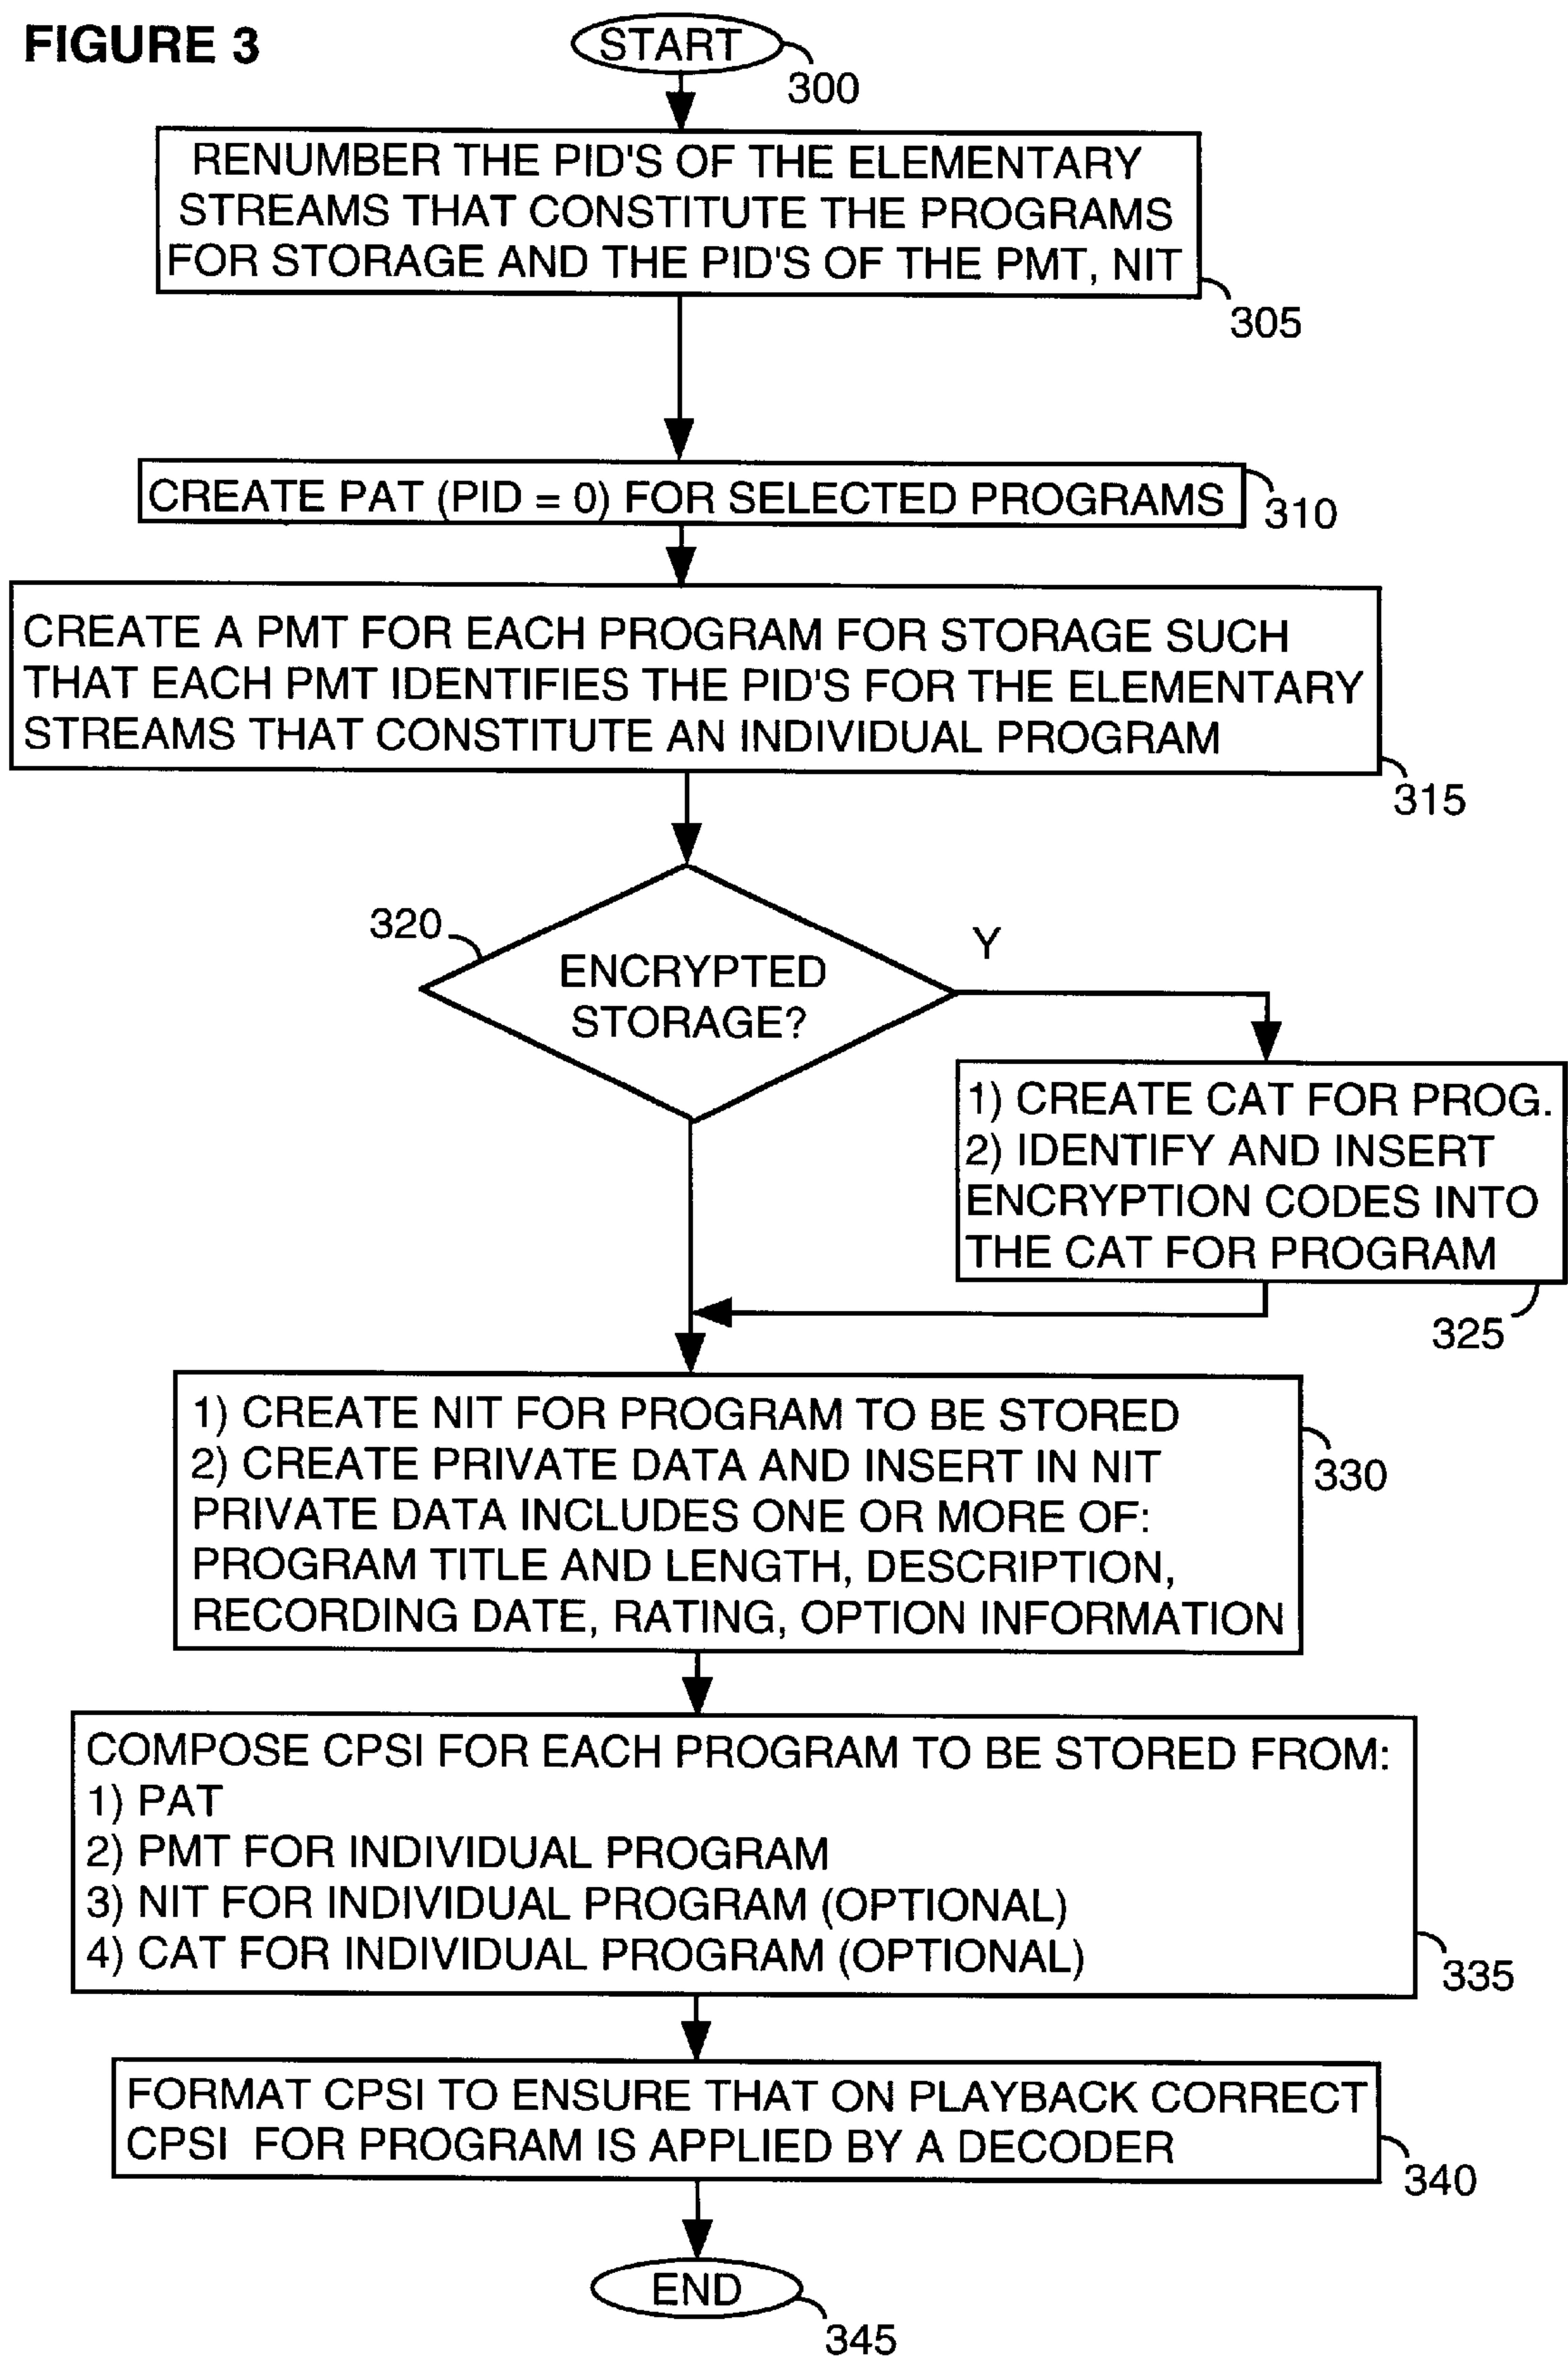 FIGURE 3
START
300
RENUMBER THE PID'S OF THE ELEMENTARY
STREAMS THAT CONSTITUTE THE PROGRAMS
FOR STORAGE AND THE PID'S OF THE PMT, NIT
305
CREATE PAT (PID = 0) FOR SELECTED PROGRAMS
310
CREATE A PMT FOR EACH PROGRAM FOR STORAGE SUCH
THAT EACH PMT IDENTIFIES THE PID'S FOR THE ELEMENTARY
STREAMS THAT CONSTITUTE AN INDIVIDUAL PROGRAM
315
320
ENCRYPTED
STORAGE?
Y
1) CREATE CAT FOR PROG.
2) IDENTIFY AND INSERT
ENCRYPTION CODES INTO
THE CAT FOR PROGRAM
325
1) CREATE NIT FOR PROGRAM TO BE STORED
2) CREATE PRIVATE DATA AND INSERT IN NIT
PRIVATE DATA INCLUDES ONE OR MORE OF:
PROGRAM TITLE AND LENGTH, DESCRIPTION,
RECORDING DATE, RATING, OPTION INFORMATION
330
COMPOSE CPSI FOR EACH PROGRAM TO BE STORED FROM:
1) PAT
2) PMT FOR INDIVIDUAL PROGRAM
3) NIT FOR INDIVIDUAL PROGRAM (OPTIONAL)
4) CAT FOR INDIVIDUAL PROGRAM (OPTIONAL)
335
FORMAT CPSI TO ENSURE THAT ON PLAYBACK CORRECT
CPSI FOR PROGRAM IS APPLIED BY A DECODER
340
END
345